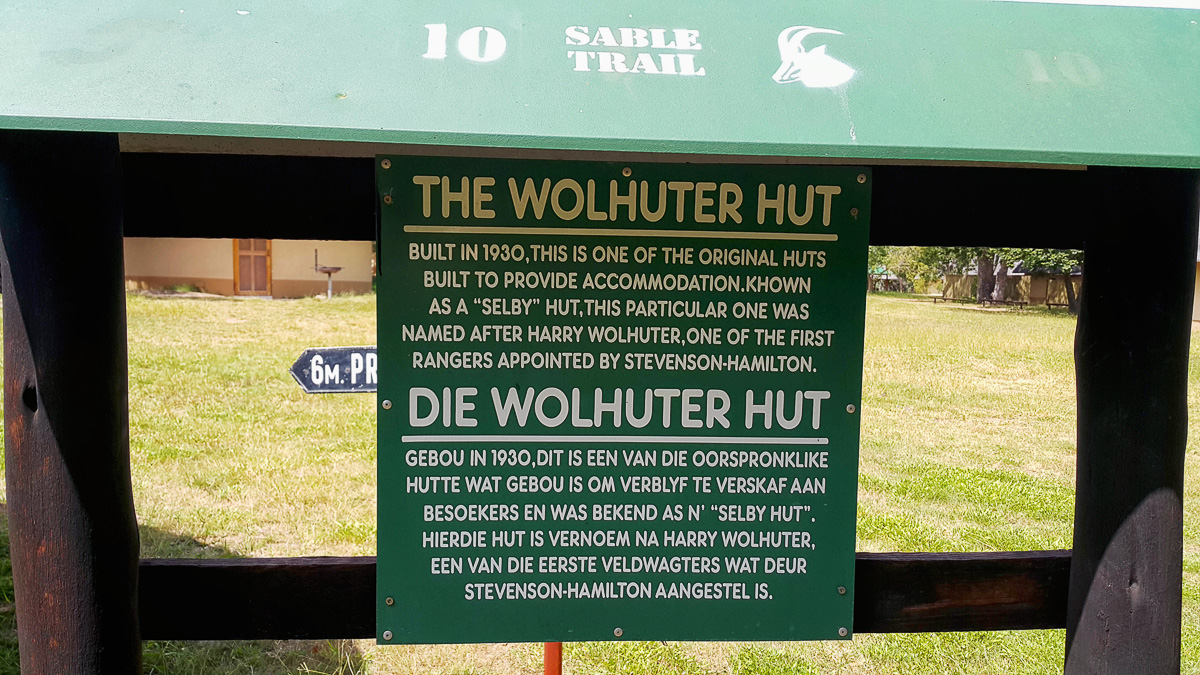 10 SABLE TRAIL 10
THE WOLHUTER HUT
BUILT IN 1930,THIS IS ONE OF THE ORIGINAL HUTS
BUILT TO PROVIDE ACCOMMODATION.KHOWN
AS A “SELBY” HUT,THIS PARTICULAR ONE WAS
NAMED AFTER HARRY WOLHUTER,ONE OF THE FIRST
RANGERS APPOINTED BY STEVENSON-HAMILTON.
6M. PR
DIE WOLHUTER HUT
GEBOU IN 1930,DIT IS EEN VAN DIE OORSPRONKLIKE
HUTTE WAT GEBOU IS OM VERBLYF TE VERSKAF AAN
BESOEKERS EN WAS BEKEND AS N' “SELBY HUT”.
HIERDIE HUT IS VERNOEM NA HARRY WOLHUTER,
EEN VAN DIE EERSTE VELDWAGTERS WAT DEUR
STEVENSON-HAMILTON AANGESTEL IS.